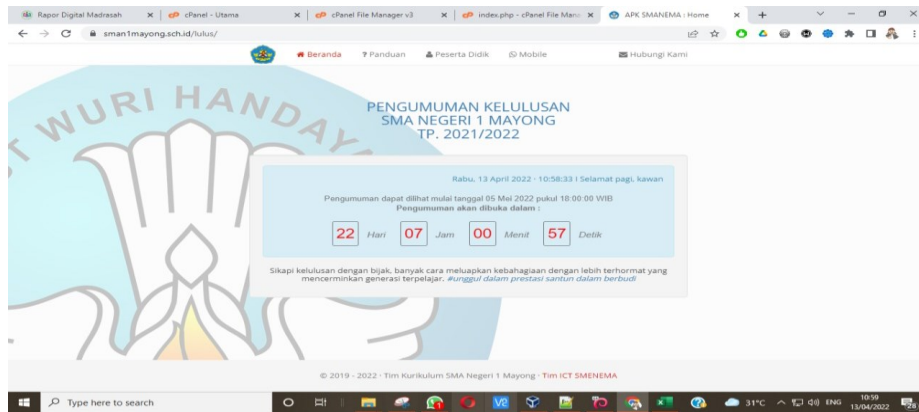 Rapor Digital Madrasah
cPanel - Utama
cPanel File Manager v3
index.php - cPanel File Mana
APK SMANEMA : Home
sman1mayong.sch.id/lulus/
Beranda
? Panduan
Peserta Didik
Mobile
Hubungi Kami
UT WURI HANDAYA
PENGUMUMAN KELULUSAN
SMA NEGERI 1 MAYONG
TP. 2021/2022
Rabu, 13 April 2022 - 10:58:33 I Selamat pagi, kawan
Pengumuman dapat dilihat mulai tanggal 05 Mei 2022 pukul 18:00:00 WIB
Pengumuman akan dibuka dalam :
22 Hari 07 Jam 00 Menit 57 Detik
Sikapi kelulusan dengan bijak, banyak cara meluapkan kebahagiaan dengan lebih terhormat yang
mencerminkan generasi terpelajar. #unggul dalam prestasi santun dalam berbudi
© 2019 - 2022 · Tim Kurikulum SMA Negeri 1 Mayong - Tim ICT SMENEMA
Type here to search
31°C
ENG
10:59
13/04/2022